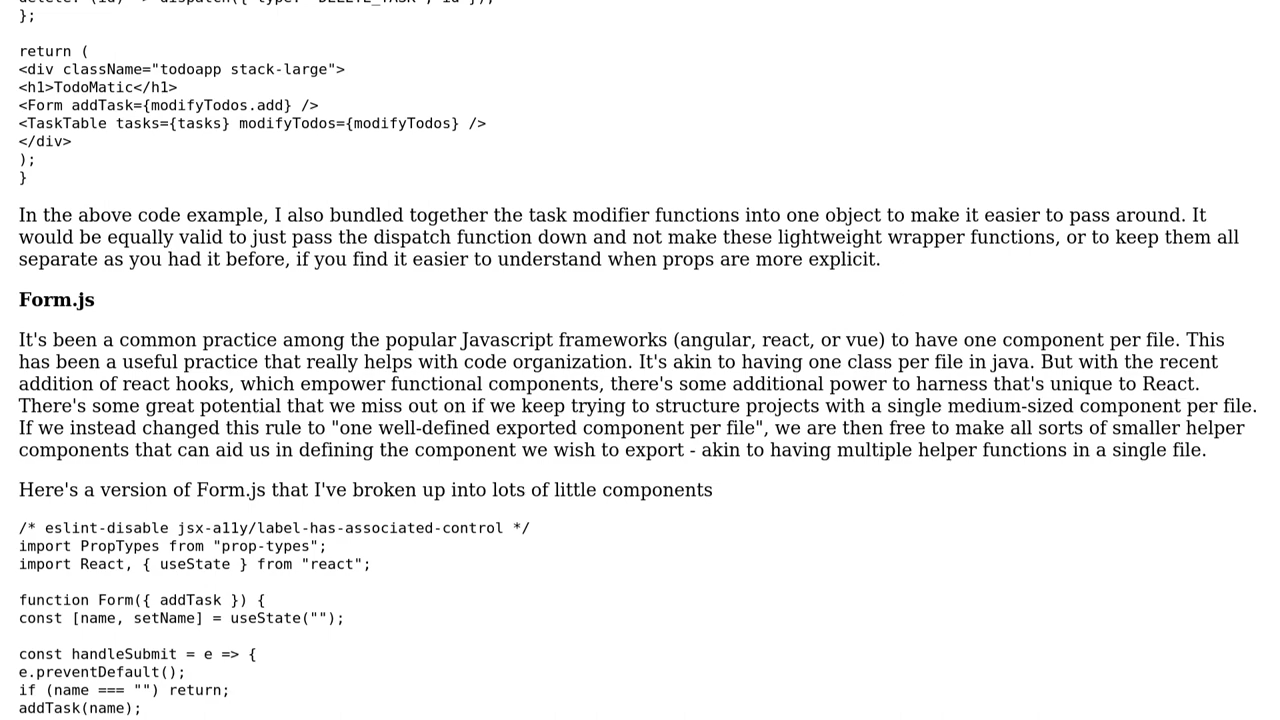 };
return (
<div className="todoapp stack-large">
<h1>TodoMatic</h1>
<Form addTask={modifyTodos.add} />
<TaskTable tasks={tasks} modifyTodos={modifyTodos} />
</div>
);
}
In the above code example, I also bundled together the task modifier functions into one object to make it easier to pass around. It
would be equally valid to just pass the dispatch function down and not make these lightweight wrapper functions, or to keep them all
separate as you had it before, if you find it easier to understand when props are more explicit.
Form.js
It's been a common practice among the popular Javascript frameworks (angular, react, or vue) to have one component per file. This
has been a useful practice that really helps with code organization. It's akin to having one class per file in java. But with the recent
addition of react hooks, which empower functional components, there's some additional power to harness that's unique to React.
There's some great potential that we miss out on if we keep trying to structure projects with a single medium-sized component per file.
If we instead changed this rule to "one well-defined exported component per file", we are then free to make all sorts of smaller helper
components that can aid us in defining the component we wish to export - akin to having multiple helper functions in a single file.
Here's a version of Form.js that I've broken up into lots of little components
/* eslint-disable jsx-a11y/label-has-associated-control */
import PropTypes from "prop-types";
import React, { useState } from "react";
function Form({ addTask }) {
const [name, setName] = useState("");
const handleSubmit = e => {
e.preventDefault();
if (name === "") return;
addTask(name);